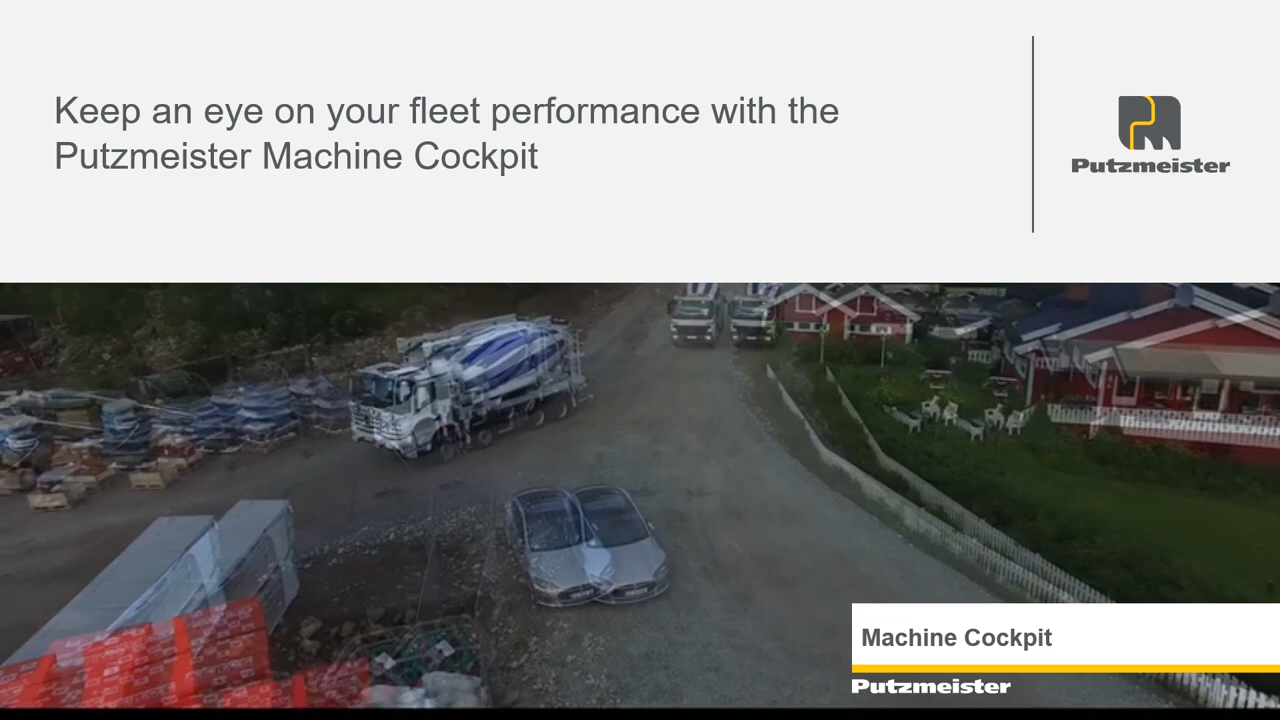 Keep an eye on your fleet performance with the
Putzmeister Machine Cockpit
Putzmeister
Machine Cockpit
Putzmeister